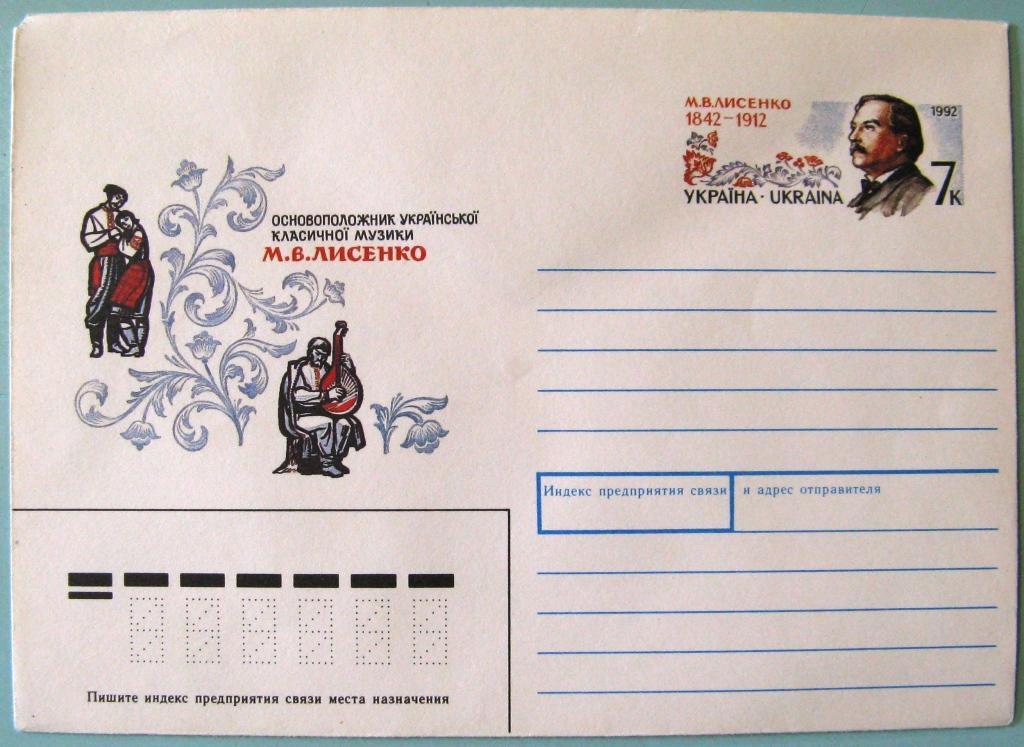 М.В.ЛИСЕНКО
1842–1912
1992
7к
УКРАЇНА · UKRAINA
ОСНОВОПОЛОЖНИК УКРАЇНСЬКОЇ
КЛАСИЧНОЇ МУЗИКИ
М.В.ЛИСЕНКО
Индекс предприятия связи и адрес отправителя
Пишите индекс предприятия связи места назначения